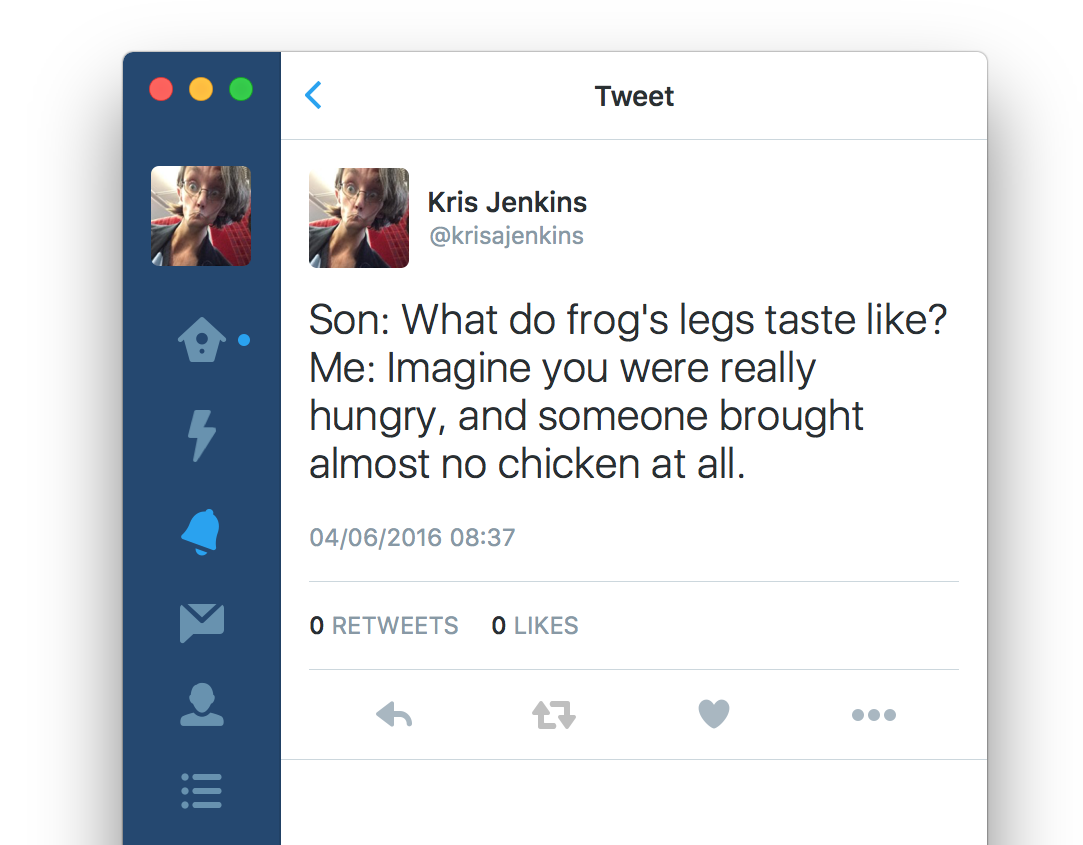 Tweet
Kris Jenkins
@krisajenkins
Son: What do frog's legs taste like?
Me: Imagine you were really
hungry, and someone brought
almost no chicken at all.
04/06/2016 08:37
0 RETWEETS 0 LIKES